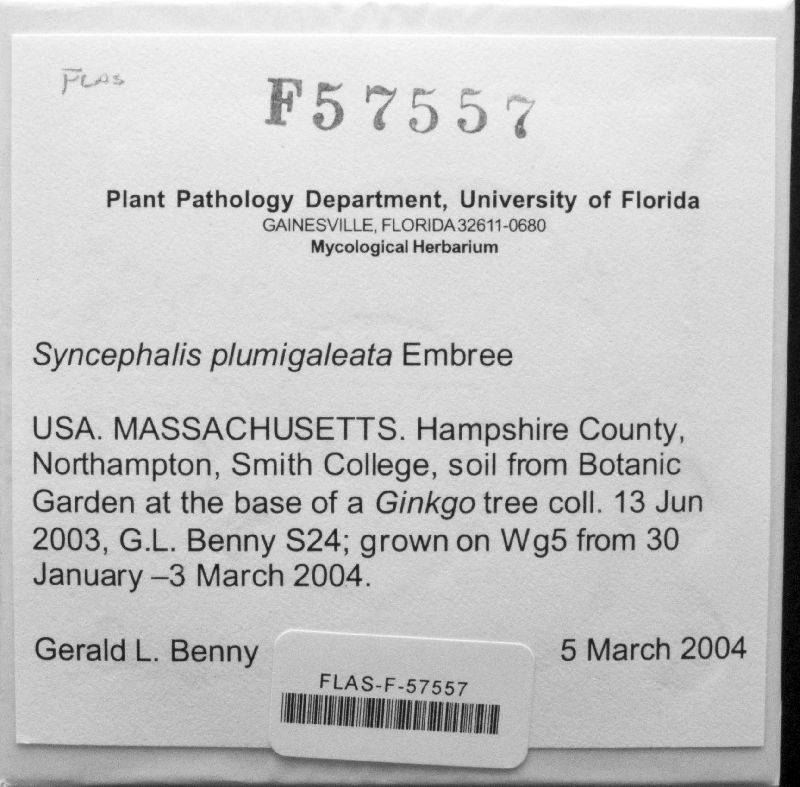 FLAS
F57557
Plant Pathology Department, University of Florida
GAINESVILLE, FLORIDA 32611-0680
Mycological Herbarium
Syncephalis plumigaleata Embree
USA. MASSACHUSETTS. Hampshire County,
Northampton, Smith College, soil from Botanic
Garden at the base of a Ginkgo tree coll. 13 Jun
2003, G.L. Benny S24; grown on Wg5 from 30
January –3 March 2004.
Gerald L. Benny 5 March 2004
FLAS-F-57557